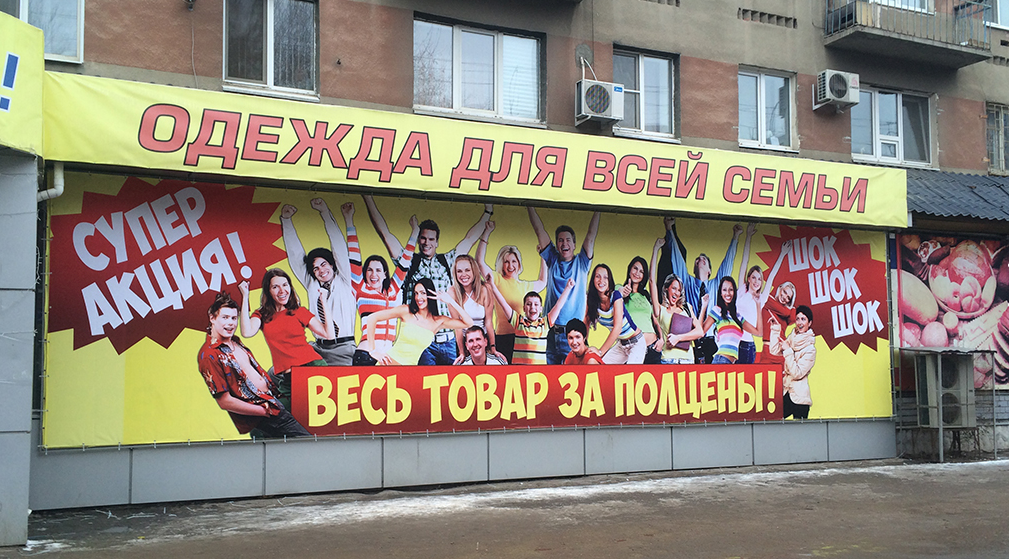 !
ОДЕЖДА ДЛЯ ВСЕЙ СЕМЬИ
СУПЕР
АКЦИЯ!
ШОК
ШОК
ШОК
ВЕСЬ ТОВАР ЗА ПОЛЦЕНЫ!